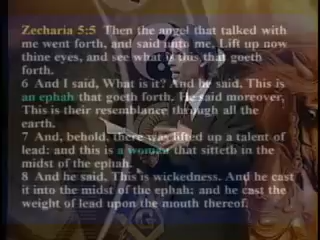 Zecharia 5:5 Then the angel that talked with
me went forth, and said unto me, Lift up now
thine eyes, and see what is this that goeth
forth.
6 And I said, What is it? And he said, This is
an ephah that goeth forth. He said moreover,
This is their resemblance through all the
earth.
7 And, behold, there was lifted up a talent of
lead: and this is a woman that sitteth in the
midst of the ephah.
8 And he said, This is wickedness. And he cast
it into the midst of the ephah: and he cast the
weight of lead upon the mouth thereof.